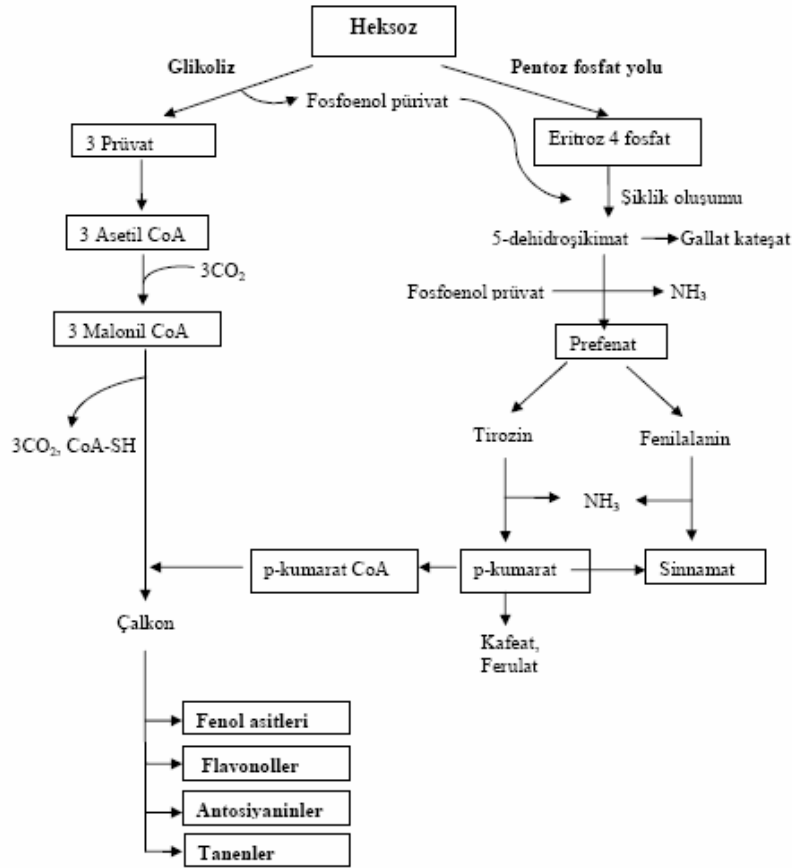 Heksoz
Glikoliz
Pentoz fosfat yolu
Fosfoenol pürivat
3 Prüvat
Eritroz 4 fosfat
Şiklik oluşumu
3 Asetil CoA
5-dehidroşikimat
Gallat kateşat
3CO₂
Fosfoenol prüvat
NH₃
3 Malonil CoA
Prefenat
3CO₂, CoA-SH
Tirozin
Fenilalanin
NH₃
p-kumarat CoA
p-kumarat
Sinnamat
Çalkon
Kafeat,
Ferulat
Fenol asitleri
Flavonoller
Antosiyaninler
Tanenler